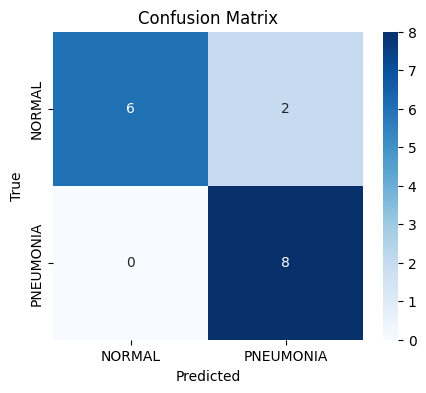 Confusion Matrix
True
NORMAL
PNEUMONIA
6
2
0
8
NORMAL
PNEUMONIA
Predicted
8
7
6
5
4
3
2
1
0